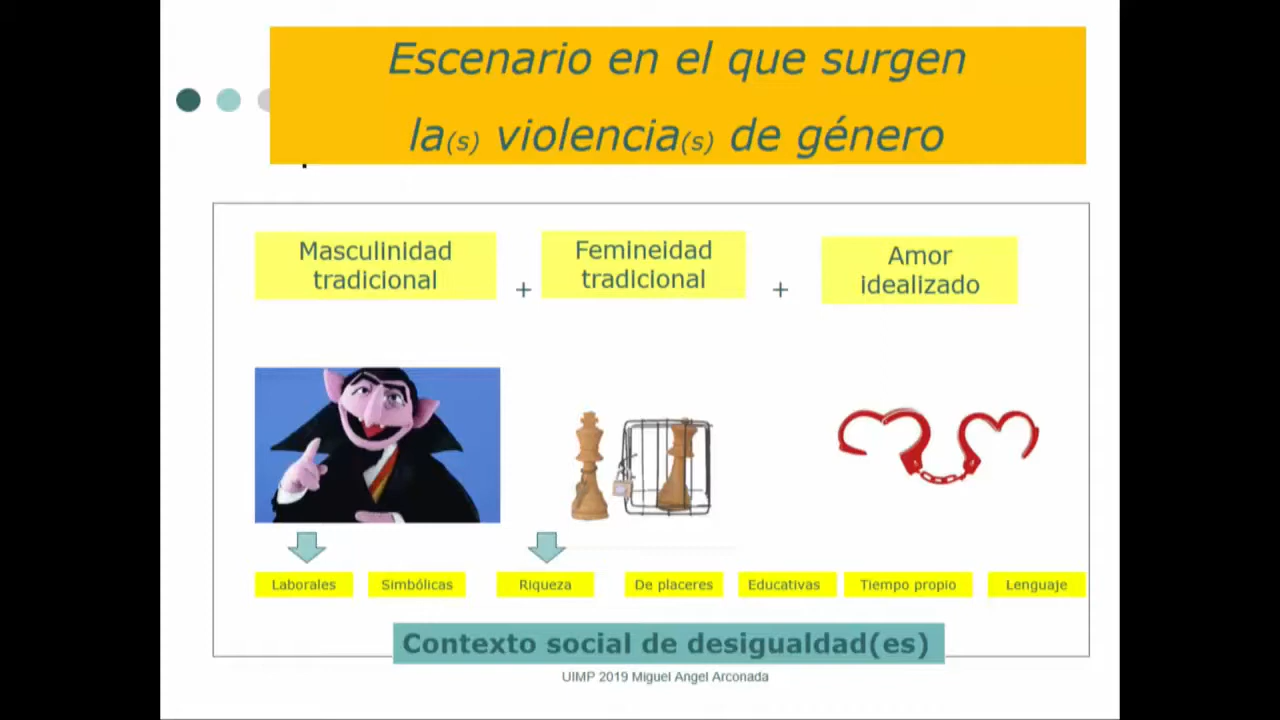 Escenario en el que surgen
la(s) violencia(s) de género
Masculinidad
tradicional
+
Femineidad
tradicional
+
Amor
idealizado
Laborales
Simbólicas
Riqueza
De placeres
Educativas
Tiempo propio
Lenguaje
Contexto social de desigualdad(es)
UIMP 2019 Miguel Angel Arconada